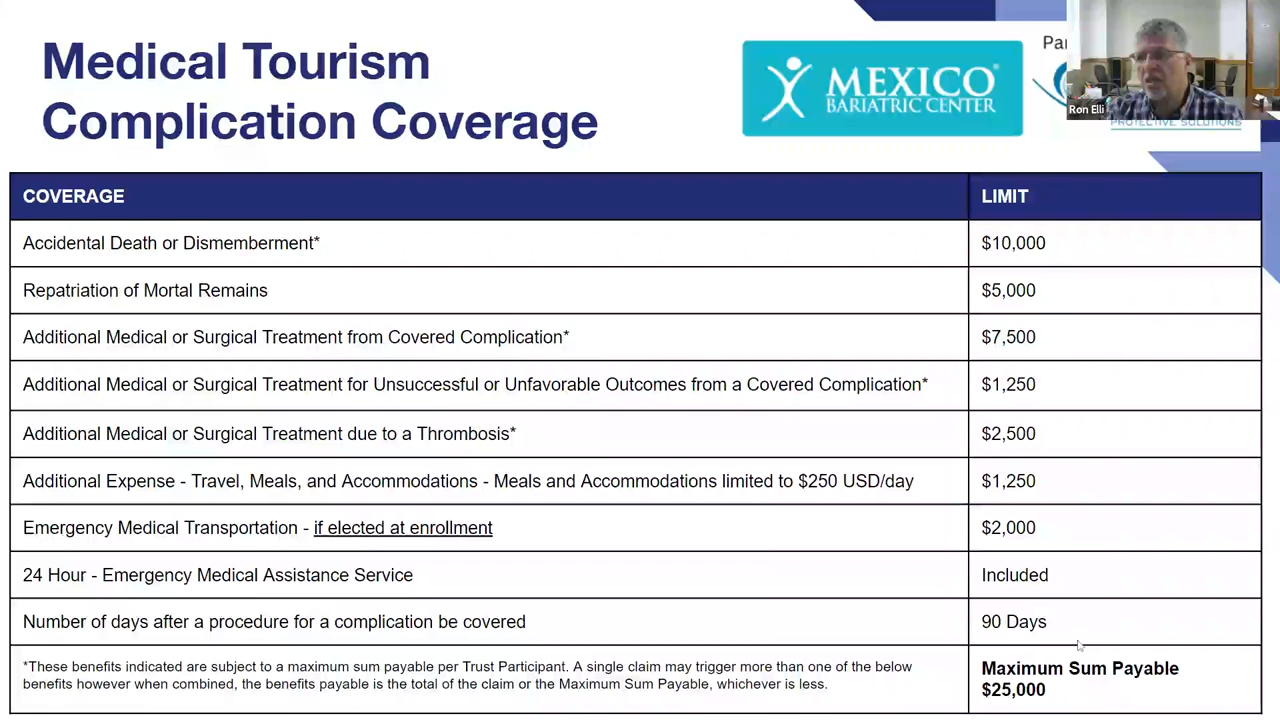 Medical Tourism
Complication Coverage
MEXICO
BARIATRIC CENTER
Par
Ron Elli
PROTECTIVE SOLUTIONS
COVERAGE LIMIT
Accidental Death or Dismemberment* $10,000
Repatriation of Mortal Remains $5,000
Additional Medical or Surgical Treatment from Covered Complication* $7,500
Additional Medical or Surgical Treatment for Unsuccessful or Unfavorable Outcomes from a Covered Complication* $1,250
Additional Medical or Surgical Treatment due to a Thrombosis* $2,500
Additional Expense - Travel, Meals, and Accommodations - Meals and Accommodations limited to $250 USD/day $1,250
Emergency Medical Transportation - if elected at enrollment $2,000
24 Hour - Emergency Medical Assistance Service Included
Number of days after a procedure for a complication be covered 90 Days
*These benefits indicated are subject to a maximum sum payable per Trust Participant. A single claim may trigger more than one of the below
benefits however when combined, the benefits payable is the total of the claim or the Maximum Sum Payable, whichever is less.
Maximum Sum Payable
$25,000